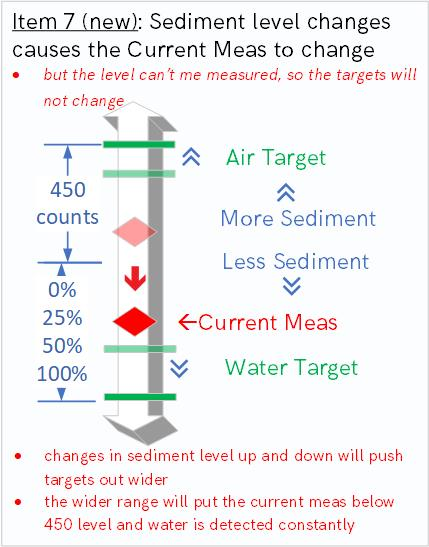 Item 7 (new): Sediment level changes
causes the Current Meas to change
• but the level can't me measured, so the targets will
not change
Air Target
450
counts
More Sediment
Less Sediment
0%
25%
50%
100%
←Current Meas
Water Target
• changes in sediment level up and down will push
targets out wider
• the wider range will put the current meas below
450 level and water is detected constantly